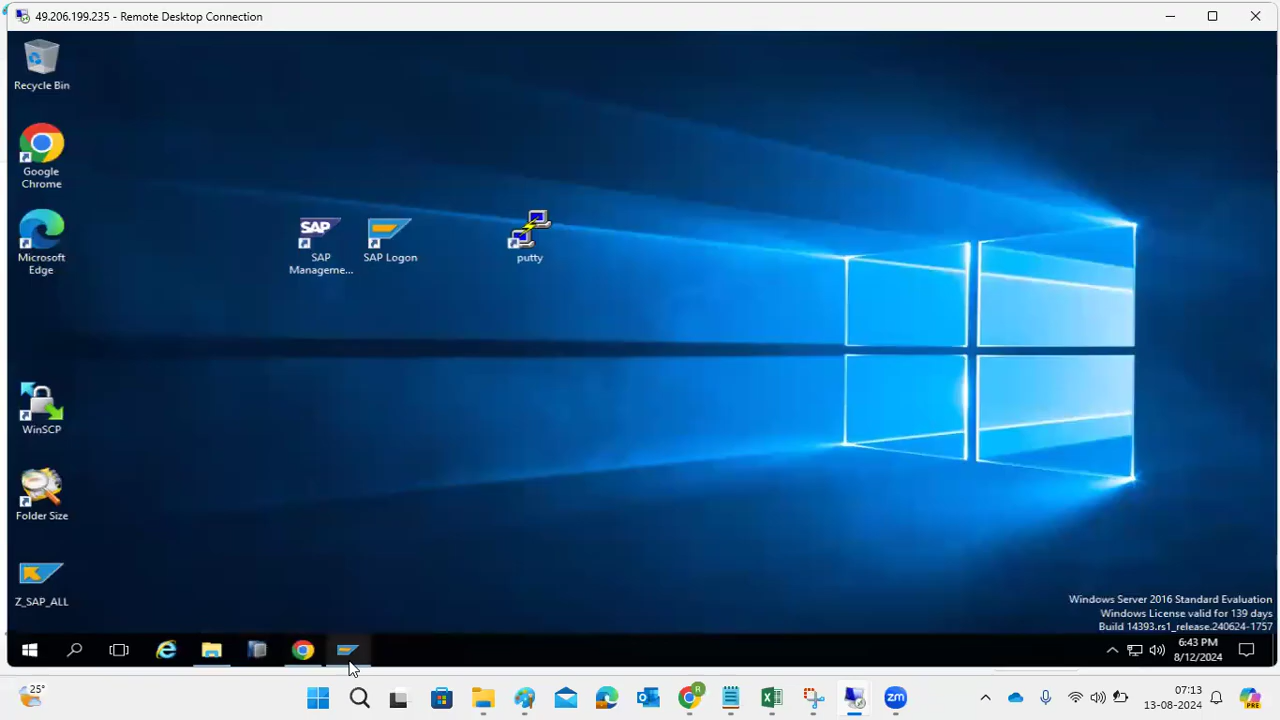 49.206.199.235 - Remote Desktop Connection
Recycle Bin
Google
Chrome
SAP
SAP
Manageme...
SAP Logon
putty
Microsoft
Edge
WinSCP
Folder Size
Z_SAP_ALL
Windows Server 2016 Standard Evaluation
Windows License valid for 139 days
Build 14393.rs1_release.240624-1757
6:43 PM
8/12/2024
25°
R
zm
07:13
13-08-2024
PRE